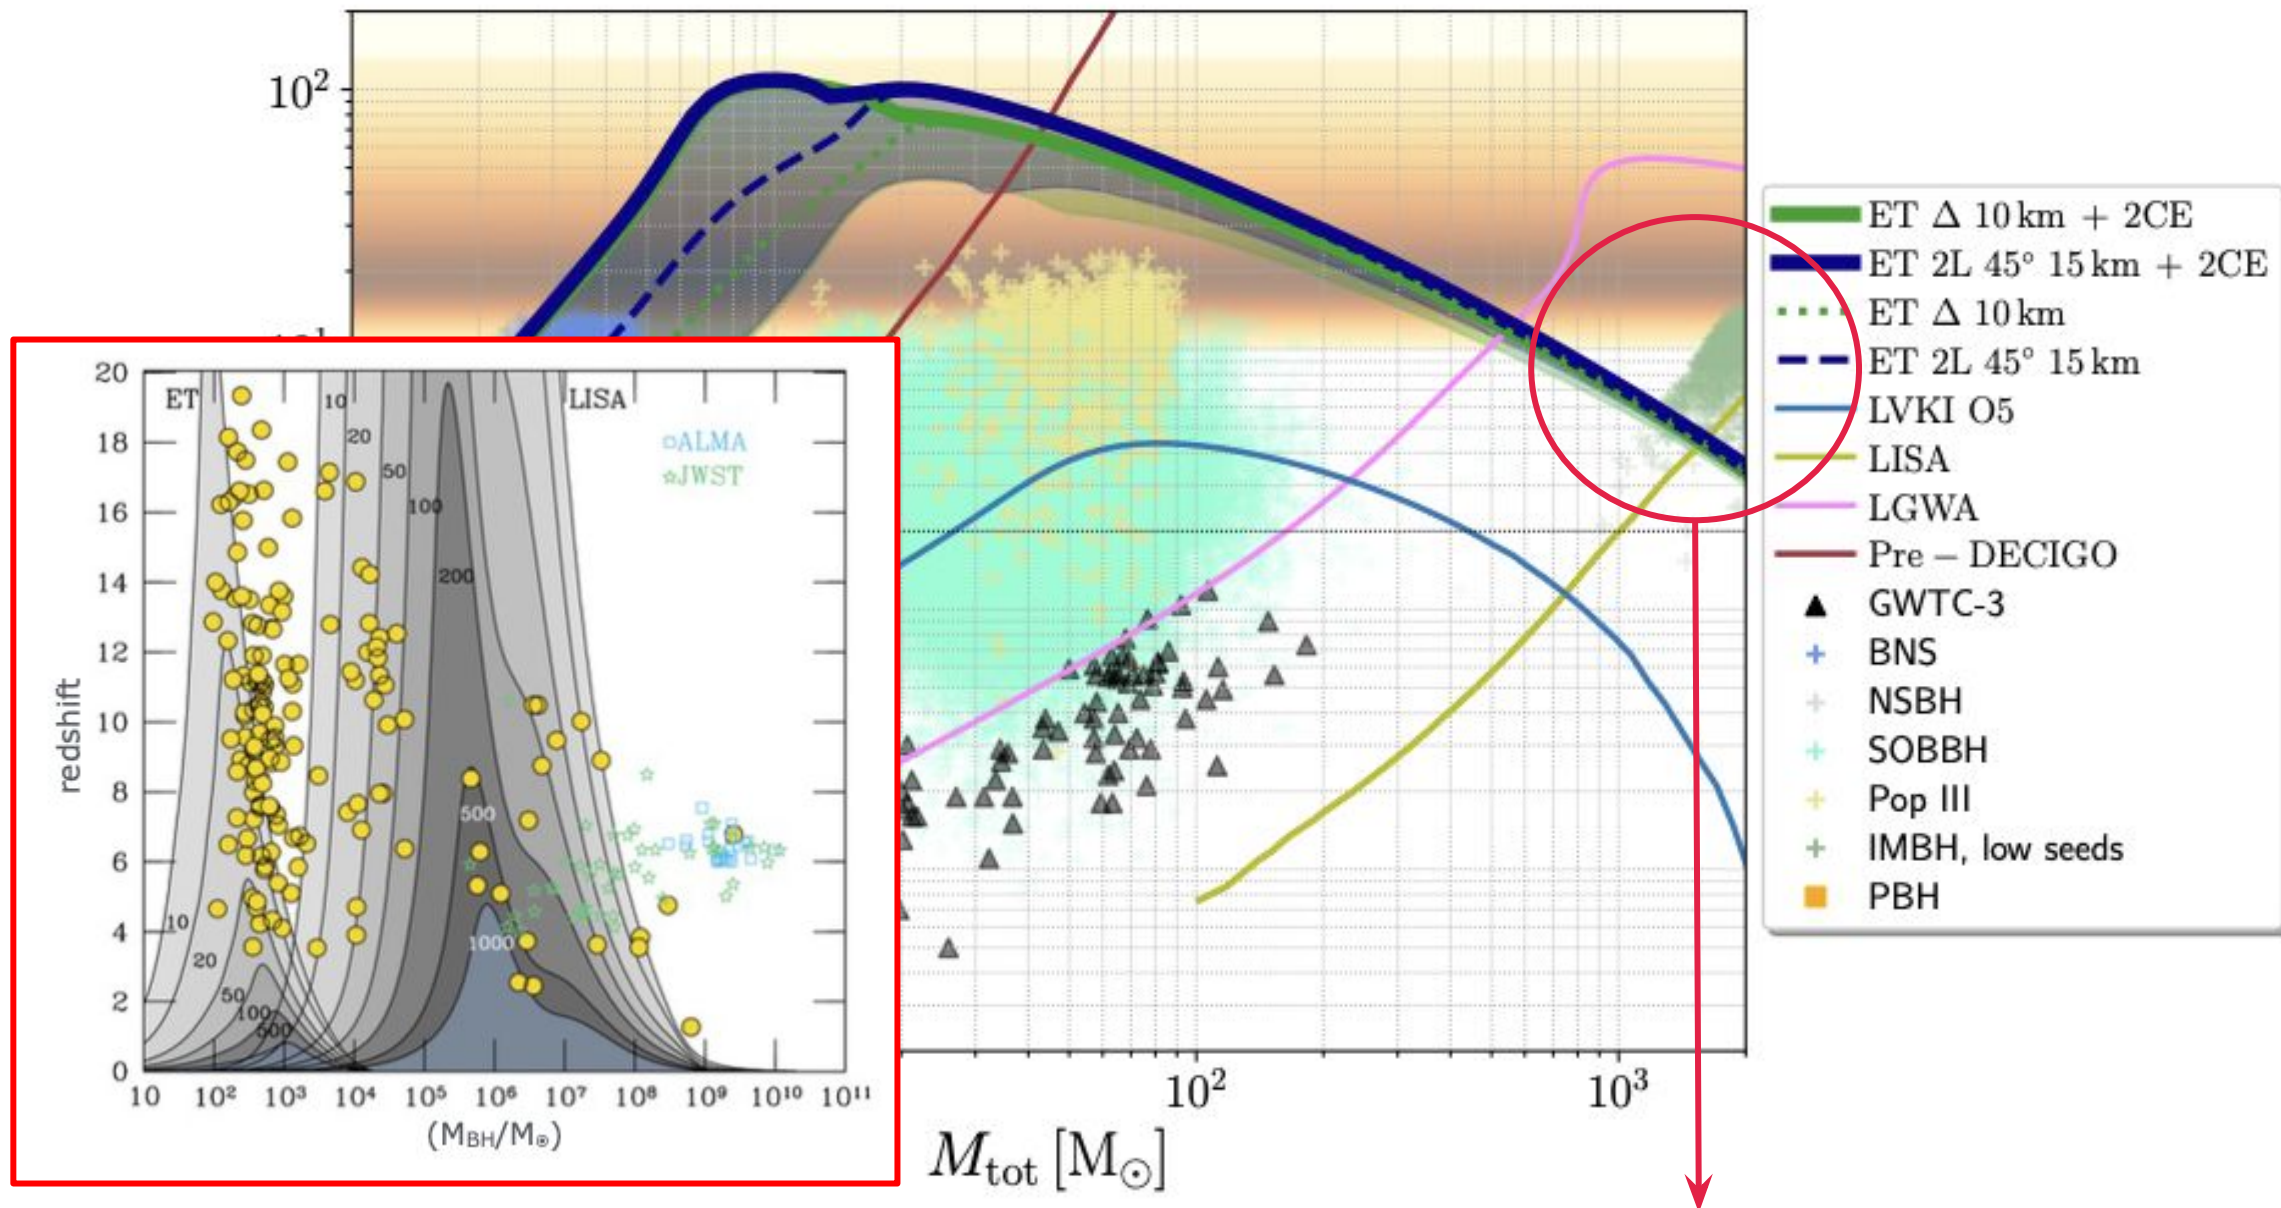 10²
ET Δ 10 km + 2CE
ET 2L 45° 15 km + 2CE
ET Δ 10 km
ET 2L 45° 15 km
LVKI O5
LISA
LGWA
Pre − DECIGO
GWTC-3
BNS
NSBH
SOBBH
Pop III
IMBH, low seeds
PBH
10² 10³
M_tot [M⊙]
ET LISA
ALMA
JWST
10
20
50
100
200
500
1000
10
20
50
100
500
redshift
20
18
16
14
12
10
8
6
4
2
0
10 10² 10³ 10⁴ 10⁵ 10⁶ 10⁷ 10⁸ 10⁹ 10¹⁰ 10¹¹
(M_BH/M⊙)